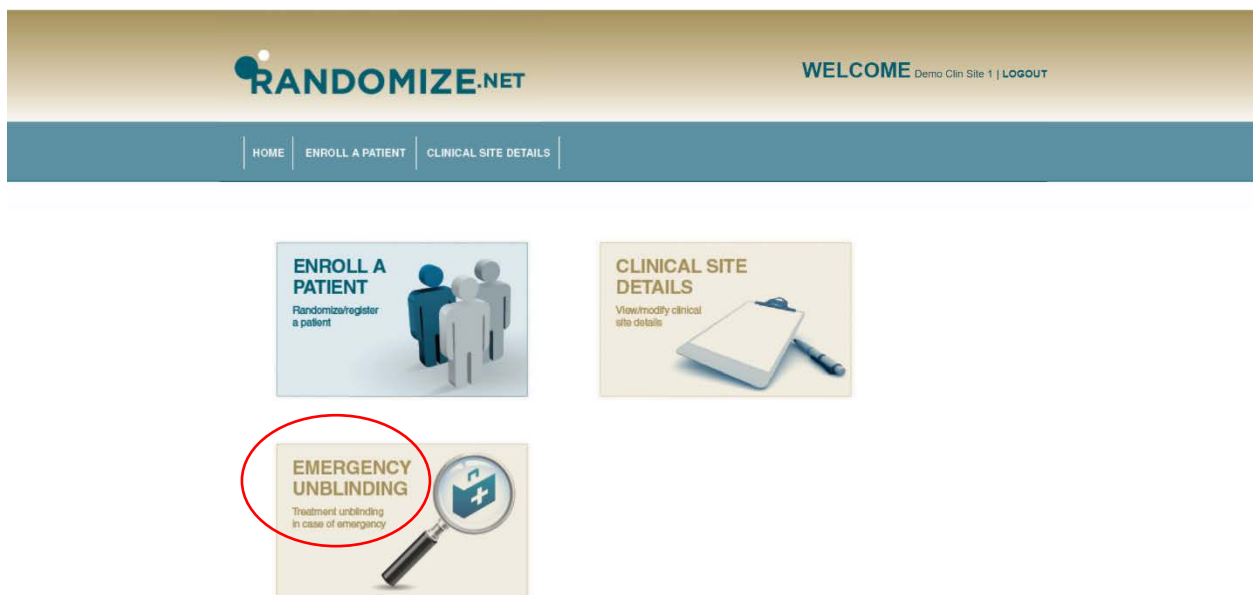 RANDOMIZE.NET
WELCOME Demo Clin Site 1 | LOGOUT
HOME ENROLL A PATIENT CLINICAL SITE DETAILS
ENROLL A
PATIENT
Randomize/register
a patient
CLINICAL SITE
DETAILS
View/modify clinical
site details
EMERGENCY
UNBLINDING
Treatment unblinding
in case of emergency